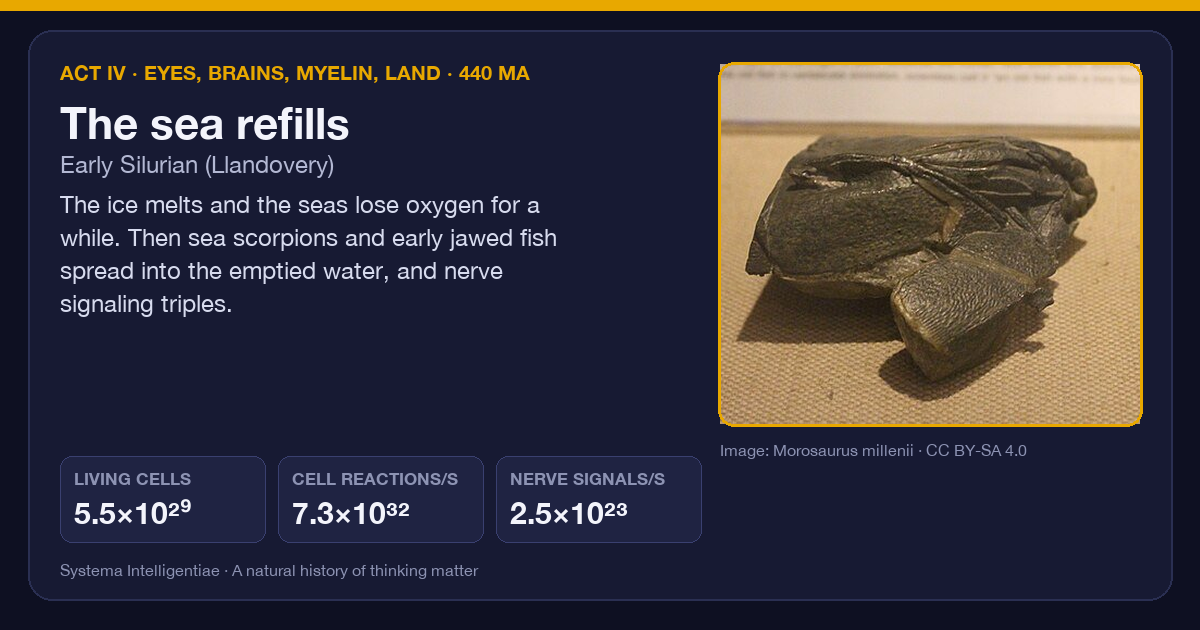 ACT IV · EYES, BRAINS, MYELIN, LAND · 440 MA
The sea refills
Early Silurian (Llandovery)
The ice melts and the seas lose oxygen for a
while. Then sea scorpions and early jawed fish
spread into the emptied water, and nerve
signaling triples.
Image: Morosaurus millenii · CC BY-SA 4.0
LIVING CELLS
5.5×10²⁹
CELL REACTIONS/S
7.3×10³²
NERVE SIGNALS/S
2.5×10²³
Systema Intelligentiae · A natural history of thinking matter